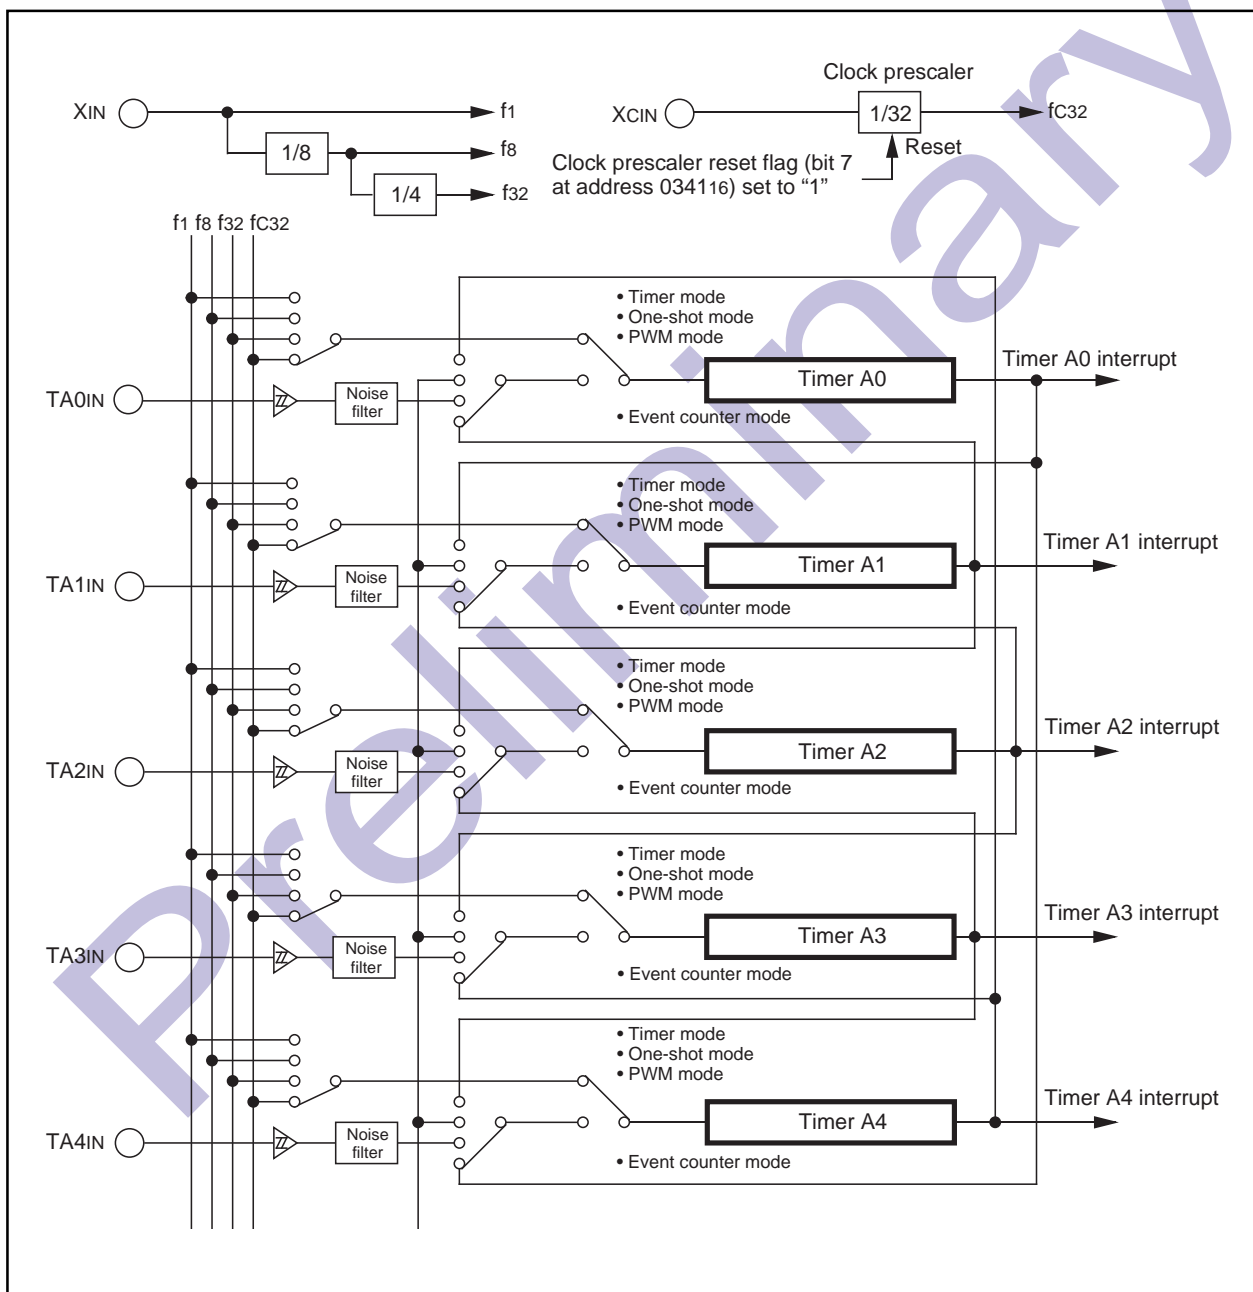 Preliminary
Clock prescaler
XIN
f1
XCIN
1/32
fC32
1/8
f8
Reset
Clock prescaler reset flag (bit 7
at address 034116) set to “1”
1/4
f32
f1 f8 f32 fC32
• Timer mode
• One-shot mode
• PWM mode
Timer A0 interrupt
Timer A0
TA0IN
Noise
filter
• Event counter mode
• Timer mode
• One-shot mode
• PWM mode
Timer A1 interrupt
Timer A1
TA1IN
Noise
filter
• Event counter mode
• Timer mode
• One-shot mode
• PWM mode
Timer A2 interrupt
Timer A2
TA2IN
Noise
filter
• Event counter mode
• Timer mode
• One-shot mode
• PWM mode
Timer A3 interrupt
Timer A3
TA3IN
Noise
filter
• Event counter mode
• Timer mode
• One-shot mode
• PWM mode
Timer A4 interrupt
Timer A4
TA4IN
Noise
filter
• Event counter mode